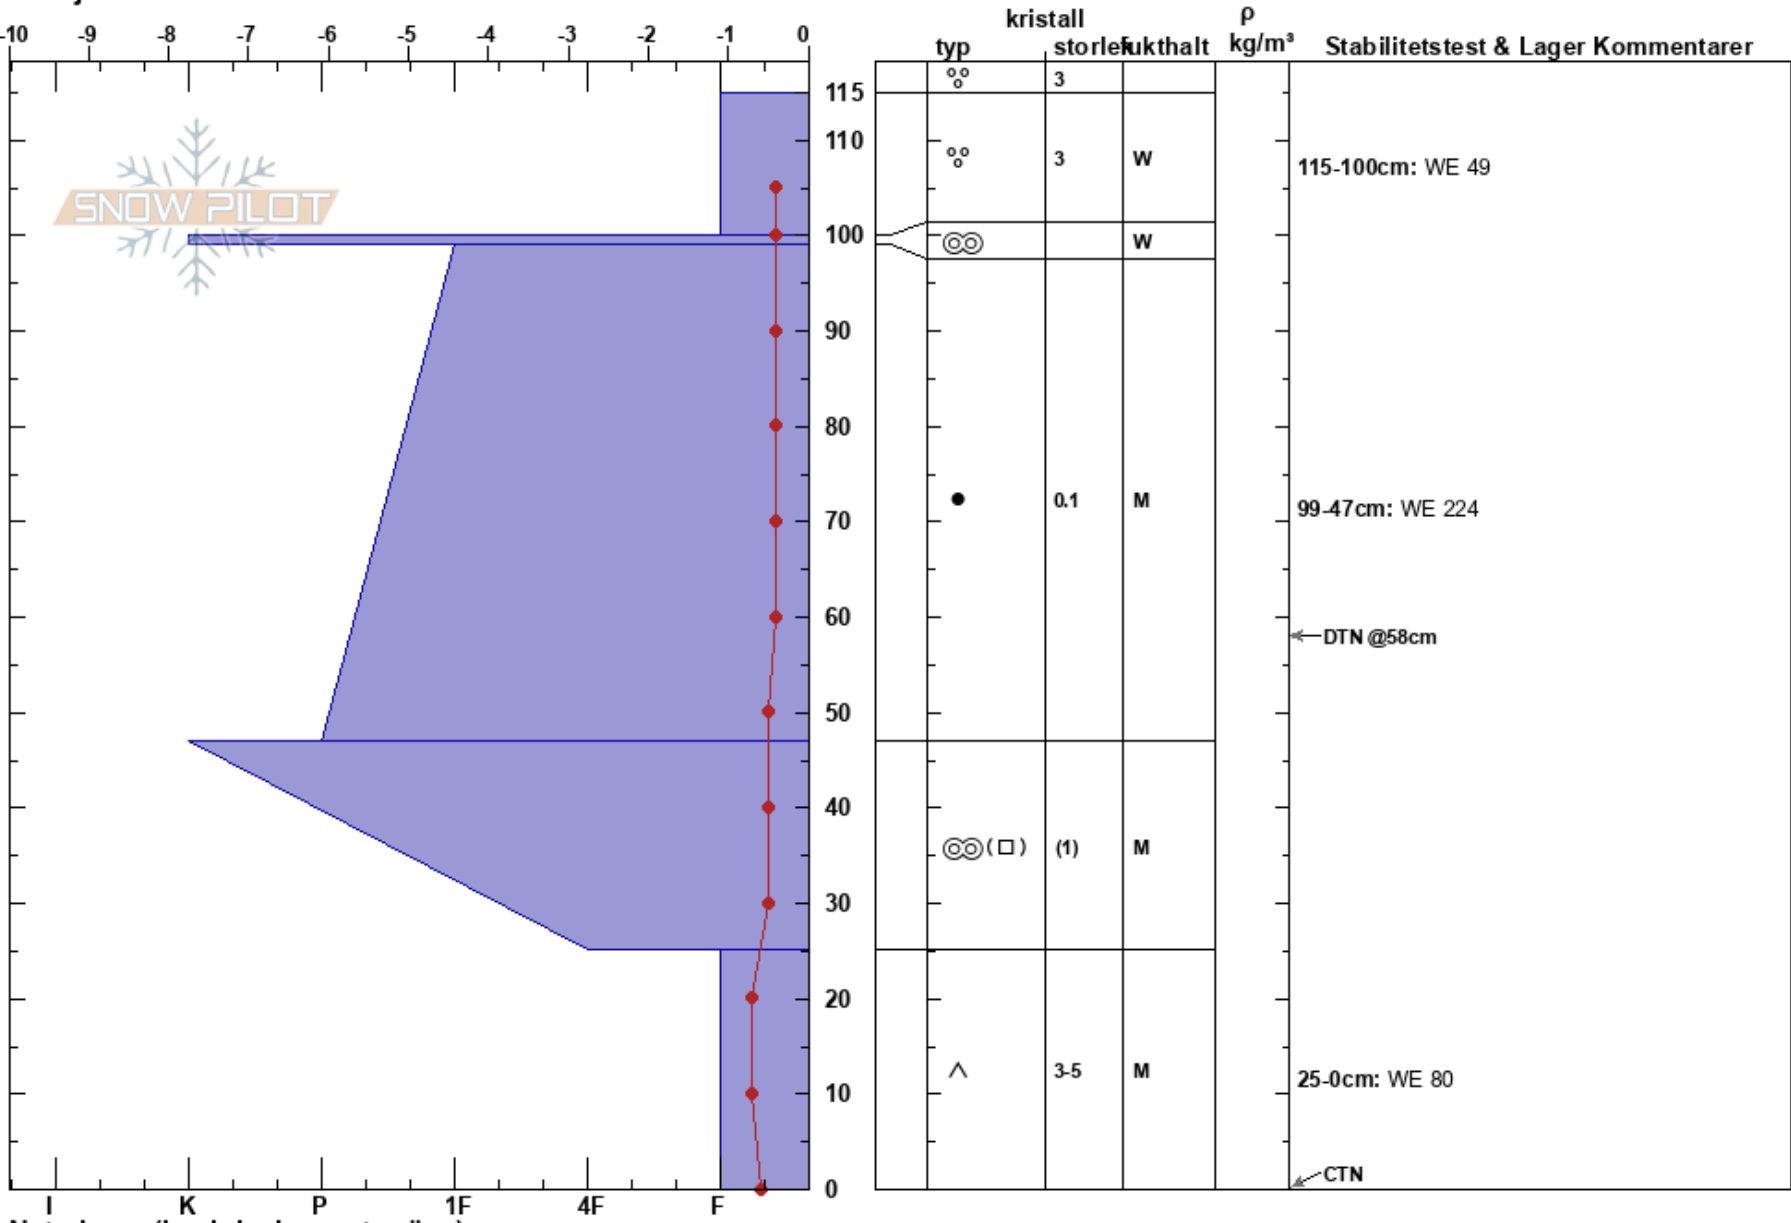 kristall
ρ
-10 -9 -8 -7 -6 -5 -4 -3 -2 -1 0
typ storlek fukthalt kg/m³ Stabilitetstest & Lager Kommentarer
3
115
110
3 W
115-100cm: WE 49
SNOW PILOT
100
W
90
80
0.1 M
99-47cm: WE 224
70
60
DTN @58cm
50
40
( ) (1) M
30
20
3-5 M
25-0cm: WE 80
10
CTN
0
I K P 1F 4F F